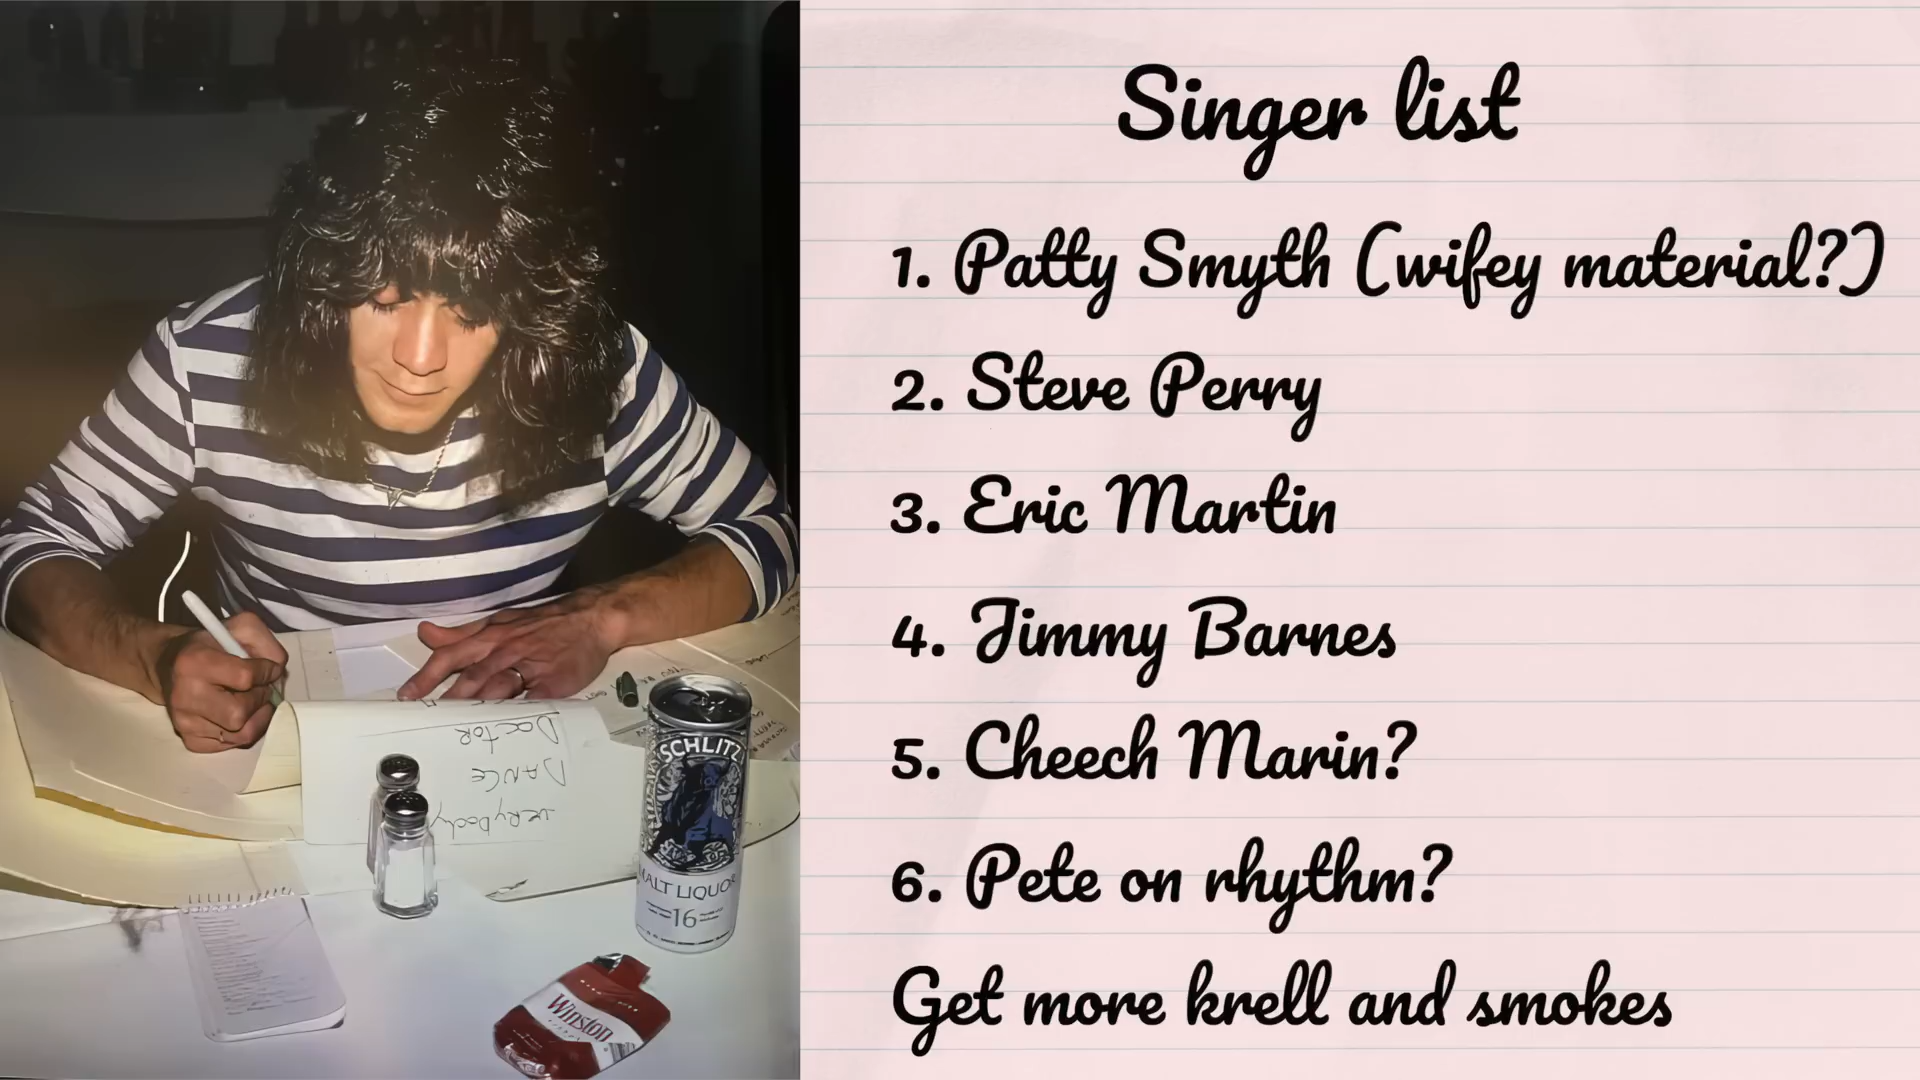 Singer list
1. Patty Smyth (wifey material?)
2. Steve Perry
3. Eric Martin
4. Jimmy Barnes
5. Cheech Marin?
6. Pete on rhythm?
Get more krell and smokes
Doctor
DANCE
veryBody
SCHLITZ
MALT LIQUOR
16
Winston